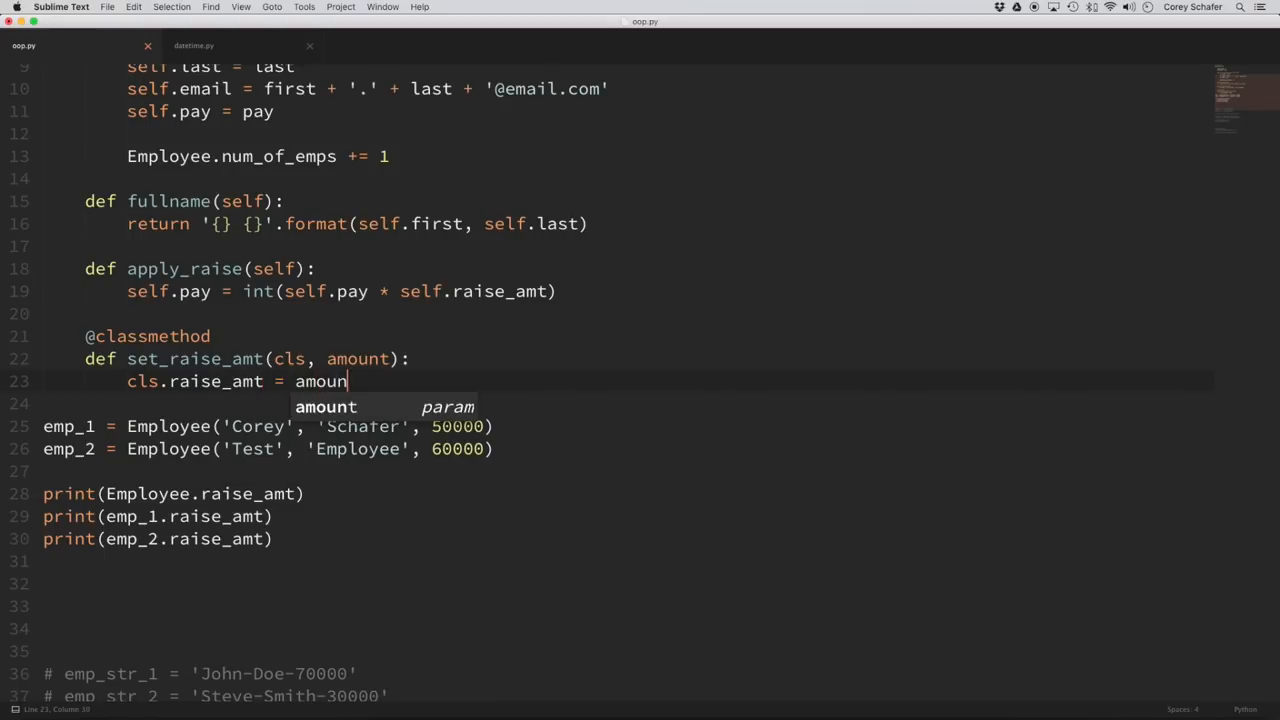 Sublime Text File Edit Selection Find View Goto Tools Project Window Help Corey Schafer
oop.py
oop.py datetime.py
9 self.last = last
10 self.email = first + '.' + last + '@email.com'
11 self.pay = pay
12
13 Employee.num_of_emps += 1
14
15 def fullname(self):
16 return '{} {}'.format(self.first, self.last)
17
18 def apply_raise(self):
19 self.pay = int(self.pay * self.raise_amt)
20
21 @classmethod
22 def set_raise_amt(cls, amount):
23 cls.raise_amt = amoun
24 amount param
25 emp_1 = Employee('Corey', 'Schafer', 50000)
26 emp_2 = Employee('Test', 'Employee', 60000)
27
28 print(Employee.raise_amt)
29 print(emp_1.raise_amt)
30 print(emp_2.raise_amt)
31
32
33
34
35
36 # emp_str_1 = 'John-Doe-70000'
37 # emp_str_2 = 'Steve-Smith-30000'
Line 23, Column 30 Spaces: 4 Python